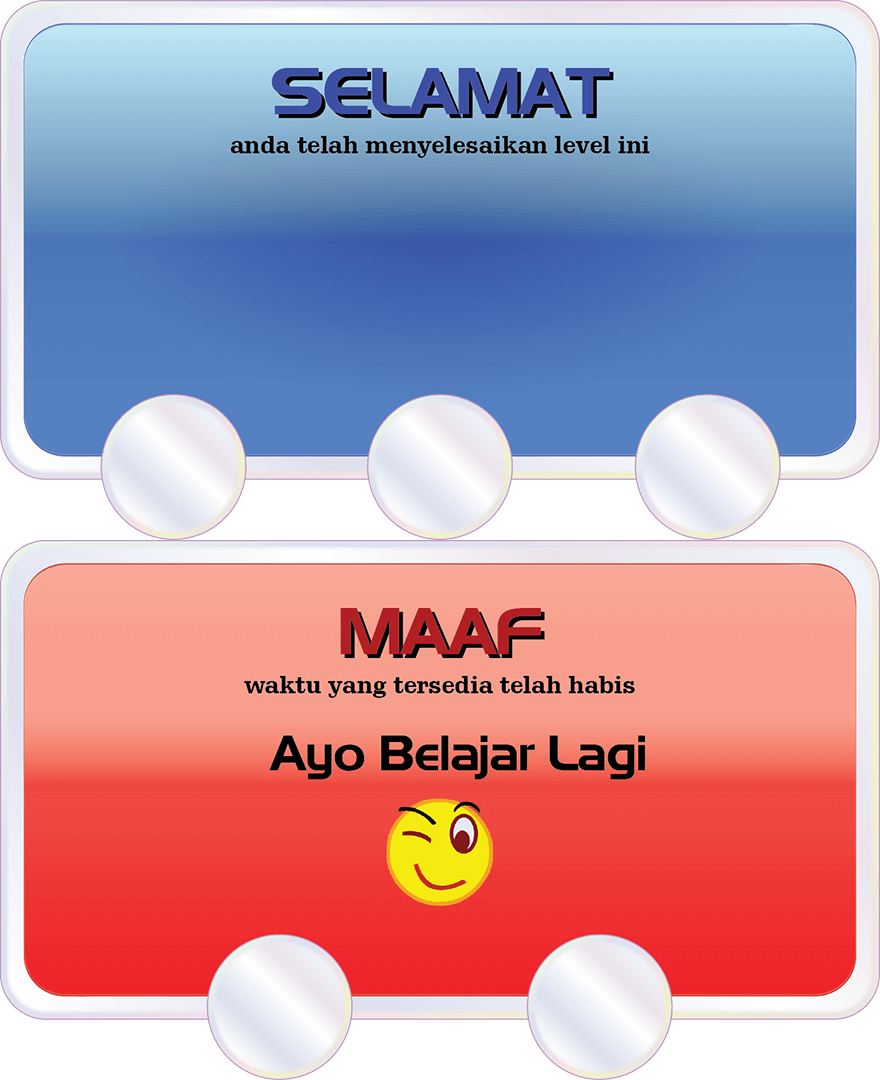 SELAMAT
anda telah menyelesaikan level ini
MAAF
waktu yang tersedia telah habis
Ayo Belajar Lagi